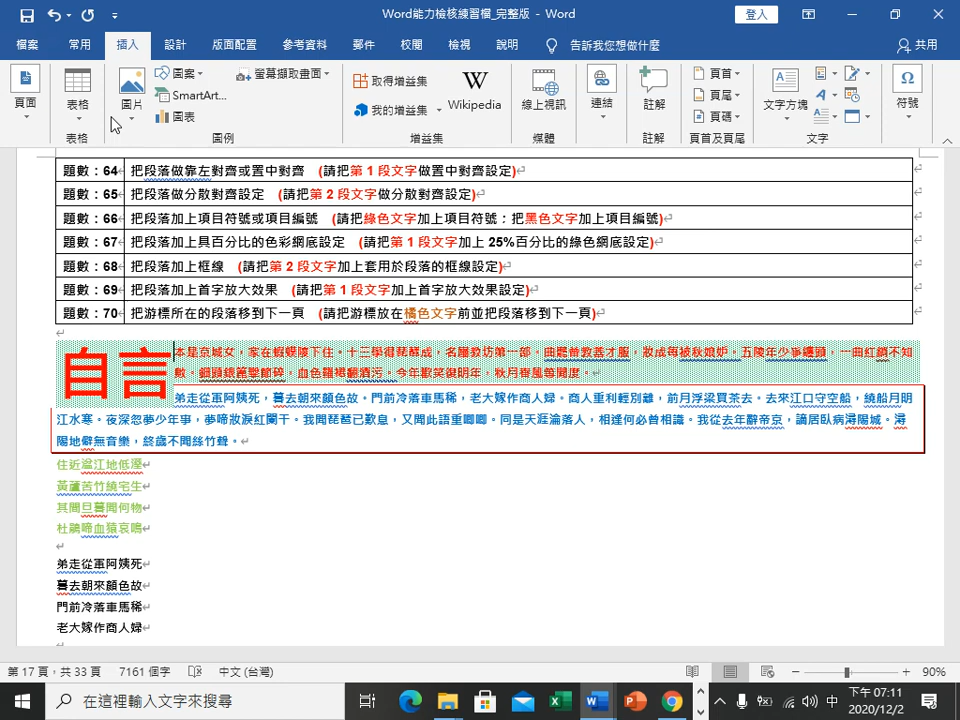 Word能力檢核練習檔_完整版 - Word
登入
檔案 常用 插入 設計 版面配置 參考資料 郵件 校閱 檢視 說明 告訴我您想做什麼 共用
頁面
表格
圖片
圖案
SmartArt...
圖表
螢幕擷取畫面
取得增益集
我的增益集
Wikipedia
線上視訊
連結
註解
頁首
頁尾
頁碼
文字方塊
符號
表格 圖例 增益集 媒體 註解 頁首及頁尾 文字
題數：64 把段落做靠左對齊或置中對齊 (請把第 1 段文字做置中對齊)
題數：65 把段落做分散對齊設定 (請把第 2 段文字做分散對齊設定)
題數：66 把段落加上項目符號或項目編號 (請把綠色文字加上項目符號；把黑色文字加上項目編號)
題數：67 把段落加上具百分比的色彩網底設定 (請把第 1 段文字加上 25%百分比的綠色網底設定)
題數：68 把段落加上框線 (請把第 2 段文字加上套用於段落的框線設定)
題數：69 把段落加上首字放大效果 (請把第 1 段文字加上首字放大效果設定)
題數：70 把游標所在的段落移到下一頁 (請把游標放在橘色文字前並把段落移到下一頁)
自言本是京城女，家在蝦蟆陵下住。十三學得琵琶成，名屬教坊第一部。曲罷曾教善才服，妝成每被秋娘妒。五陵年少爭纏頭，一曲紅綃不知
數。鈿頭銀篦擊節碎，血色羅裙翻酒污。今年歡笑復明年，秋月春風等閒度。
弟走從軍阿姨死，暮去朝來顏色故。門前冷落車馬稀，老大嫁作商人婦。商人重利輕別離，前月浮梁買茶去。去來江口守空船，繞船月明
江水寒。夜深忽夢少年事，夢啼妝淚紅闌干。我聞琵琶已歎息，又聞此語重唧唧。同是天涯淪落人，相逢何必曾相識。我從去年辭帝京，謫居臥病潯陽城。潯
陽地僻無音樂，終歲不聞絲竹聲。
住近湓江地低溼
黃蘆苦竹繞宅生
其間旦暮聞何物
杜鵑啼血猿哀鳴
弟走從軍阿姨死
暮去朝來顏色故
門前冷落車馬稀
老大嫁作商人婦
第 17 頁，共 33 頁 7161 個字 中文 (台灣) 90%
在這裡輸入文字來搜尋
中
下午 07:11
2020/12/2